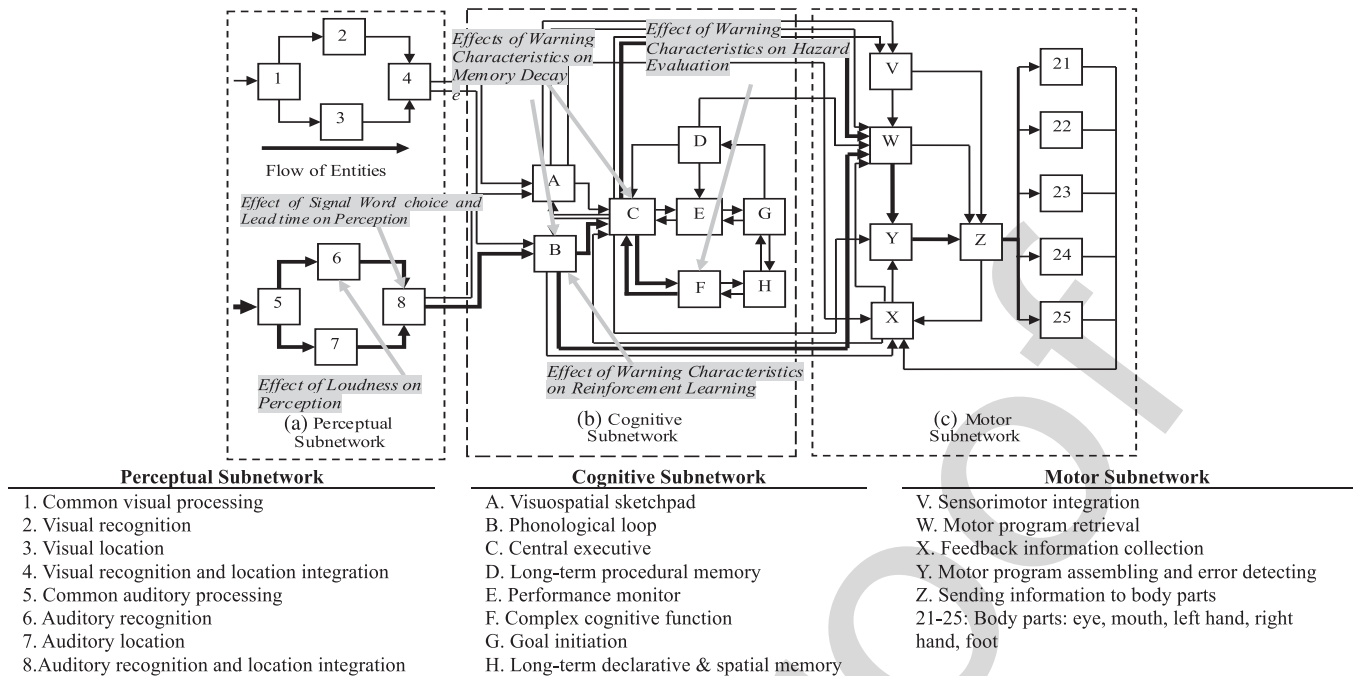 1
2
3
4
Flow of Entities
Effect of Signal Word choice and
Lead time on Perception
5
6
7
8
Effect of Loudness on
Perception
(a) Perceptual
Subnetwork
Effects of Warning
Characteristics on
Memory Decay
e
Effect of Warning
Characteristics on Hazard
Evaluation
A
B
C
D
E
F
G
H
Effect of Warning Characteristics
on Reinforcement Learning
(b) Cognitive
Subnetwork
V
W
X
Y
Z
21
22
23
24
25
(c) Motor
Subnetwork
Perceptual Subnetwork
1. Common visual processing
2. Visual recognition
3. Visual location
4. Visual recognition and location integration
5. Common auditory processing
6. Auditory recognition
7. Auditory location
8.Auditory recognition and location integration
Cognitive Subnetwork
A. Visuospatial sketchpad
B. Phonological loop
C. Central executive
D. Long-term procedural memory
E. Performance monitor
F. Complex cognitive function
G. Goal initiation
H. Long-term declarative & spatial memory
Motor Subnetwork
V. Sensorimotor integration
W. Motor program retrieval
X. Feedback information collection
Y. Motor program assembling and error detecting
Z. Sending information to body parts
21-25: Body parts: eye, mouth, left hand, right
hand, foot